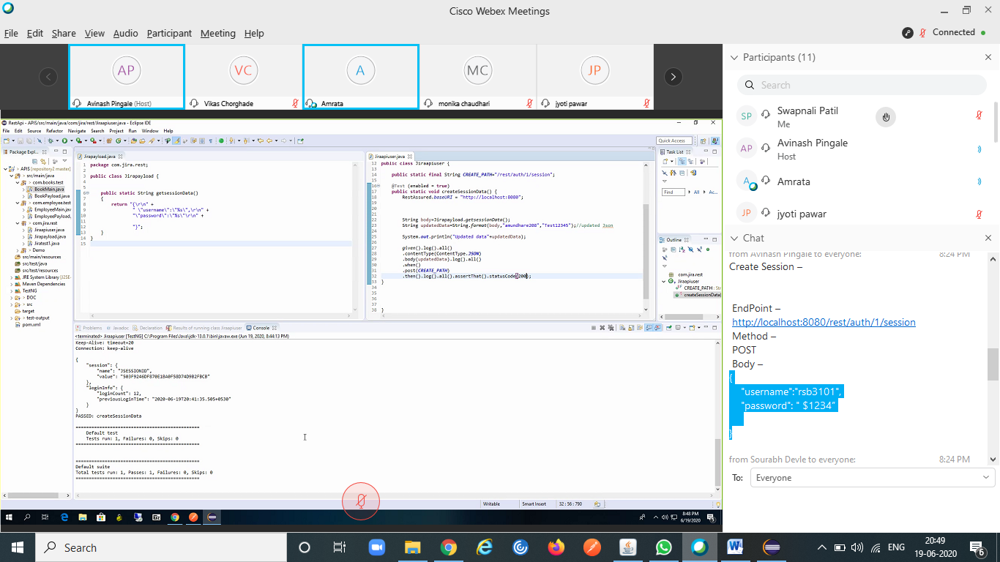 Cisco Webex Meetings
File Edit Share View Audio Participant Meeting Help
Connected
AP
VC
A
MC
JP
Avinash Pingale (Host)
Vikas Chorghade
Amrata
monika chaudhari
jyoti pawar
RestApi - APIS/src/main/java/com/jira/rest/Jiraapiuser.java - Eclipse IDE
File Edit Source Refactor Navigate Search Project Run Window Help
Quick Access
Package Expl...
APIS [repository2 master]
src/main/java
com.books.test
BookMain.java
BookPayload.java
com.employee.test
EmployeeMain.jav
EmployeePayload.
com.jira.rest
Jiraapiuser.java
Jirapayload.java
Jiratest1.java
Demo
src/main/resources
src/test/java
src/test/resources
JRE System Library [J2SE-
Maven Dependencies
TestNG
DOC
src
target
test-output
pom.xml
Jirapayload.java
1 package com.jira.rest;
2
3 public class Jirapayload {
4
5
6 public static String getsessionData()
7 {
8 return "{\r\n" +
9 " \"username\":\"%s\",\r\n" +
10 "\"password\":\"%s\"\r\n" +
11
12 "}";
13 }
14 }
15
Jiraapiuser.java
12 public class Jiraapiuser {
13
14 public static final String CREATE_PATH="/rest/auth/1/session";
15
16 @Test (enabled = true)
17 public static void createSessionData() {
18 RestAssured.baseURI = "http://localhost:8080";
19
20
21
22 String body=Jirapayload.getsessionData();
23 String updatedData=String.format(body,"amundhare208","Test12345");//updated Json
24
25 System.out.println("Updated data"+updatedData);
26
27 given().log().all()
28 .contentType(ContentType.JSON)
29 .body(updatedData).log().all()
30 .when()
31 .post(CREATE_PATH)
32 .then().log().all().assertThat().statusCode(200);
33 }
34
35
36
37 }
38
Task List
Find
All
Ac...
Outline
com.jira.rest
Jiraapiuser
CREATE_PATH : St
createSessionData(
Problems Javadoc Declaration Results of running class Jiraapiuser Console
<terminated> Jiraapiuser [TestNG] C:\Program Files\Java\jdk-13.0.1\bin\javaw.exe (Jun 19, 2020, 8:44:13 PM)
Keep-Alive: timeout=20
Connection: keep-alive
{
"session": {
"name": "JSESSIONID",
"value": "503F9246DF870E1BA0F58D74D9B2FBCB"
},
"loginInfo": {
"loginCount": 12,
"previousLoginTime": "2020-06-19T20:41:35.505+0530"
}
}
PASSED: createSessionData
===============================================
Default test
Tests run: 1, Failures: 0, Skips: 0
===============================================
===============================================
Default suite
Total tests run: 1, Passes: 1, Failures: 0, Skips: 0
===============================================
Writable
Smart Insert
32 : 56 : 790
8:48 PM
6/19/2020
Participants (11)
Search
SP
Swapnali Patil
Me
AP
Avinash Pingale
Host
A
Amrata
JP
jyoti pawar
Chat
from Avinash Pingale to everyone: 8:24 PM
Create Session –
EndPoint –
http://localhost:8080/rest/auth/1/session
Method –
POST
Body –
{
"username":"rsb3101",
"password": " $1234"
}
from Sourabh Devle to everyone: 8:24 PM
To:
Everyone
Search
ENG
20:49
19-06-2020
6